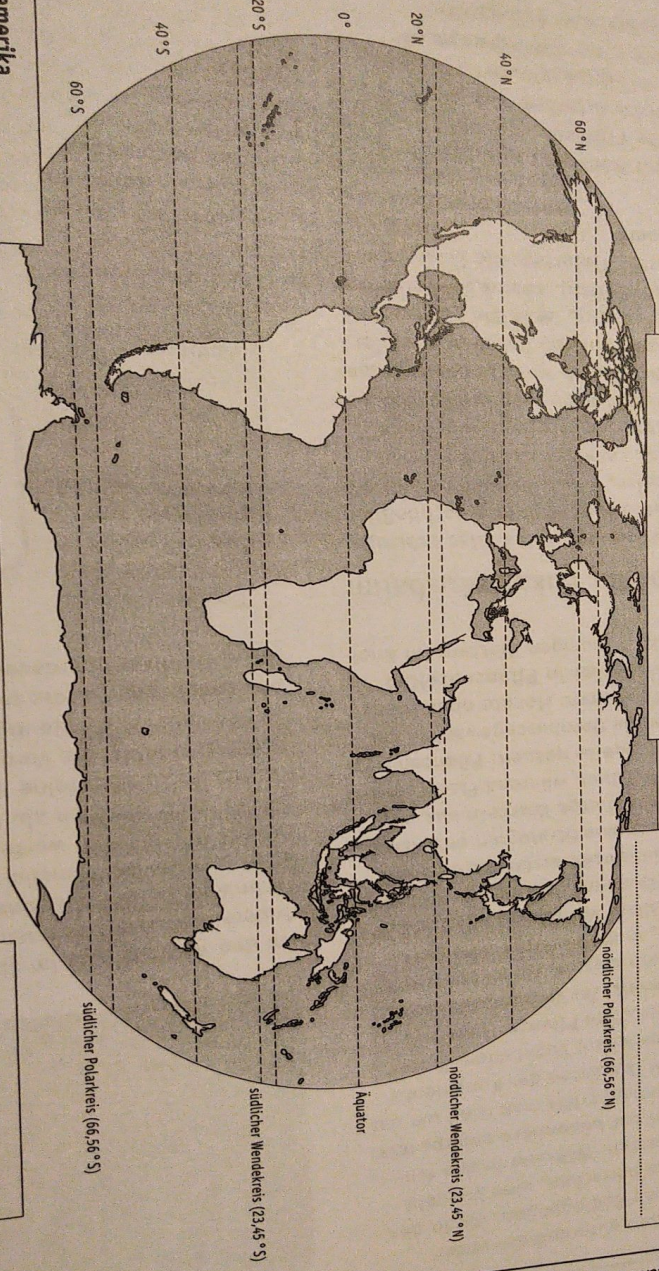 60°N
40°N
20°N
0°
20°S
40°S
60°S
nördlicher Polarkreis (66,56°N)
nördlicher Wendekreis (23,45°N)
Äquator
südlicher Wendekreis (23,45°S)
südlicher Polarkreis (66,56°S)
amerika